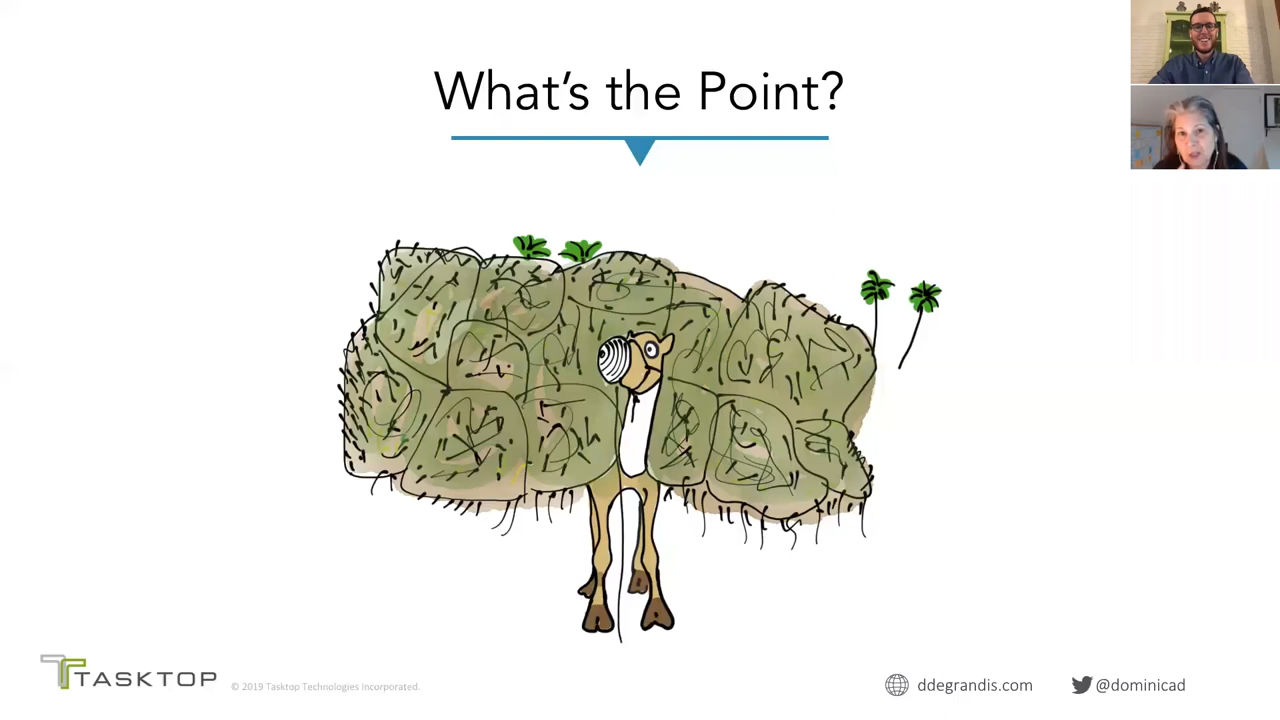 What's the Point?
TASKTOP
© 2019 Tasktop Technologies Incorporated.
ddegrandis.com
@dominicad